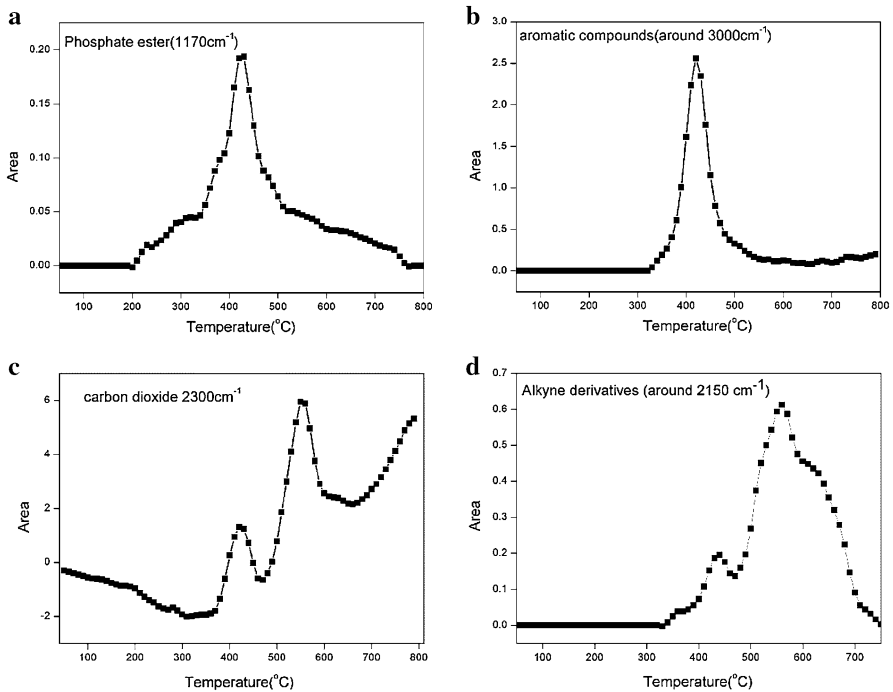 a
Phosphate ester(1170cm-1)
0.20
0.15
0.10
0.05
0.00
Area
100 200 300 400 500 600 700 800
Temperature(oC)
b
aromatic compounds(around 3000cm-1)
3.0
2.5
2.0
1.5
1.0
0.5
0.0
Area
100 200 300 400 500 600 700 800
Temperature(oC)
c
carbon dioxide 2300cm-1
6
4
2
0
-2
Area
100 200 300 400 500 600 700 800
Temperature(oC)
d
Alkyne derivatives (around 2150 cm-1)
0.7
0.6
0.5
0.4
0.3
0.2
0.1
0.0
Area
100 200 300 400 500 600 700
Temperature(oC)